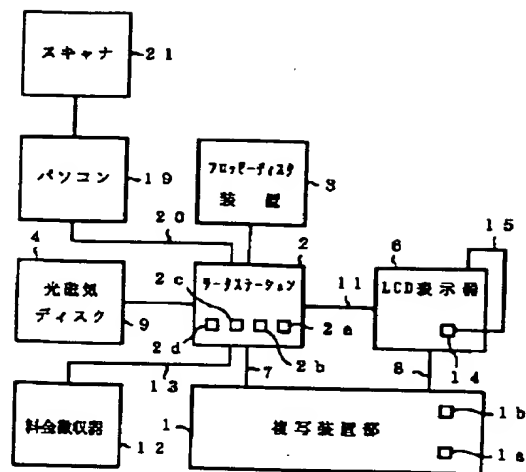 スキャナ
21
パソコン
19
フロッピーディスク
装置
3
20
2
4
光磁気
ディスク
9
ワークステーション
2c
2a
2d
2b
11
6
LCD表示器
15
14
13
7
8
料金徴収器
12
1
複写装置部
1b
1a